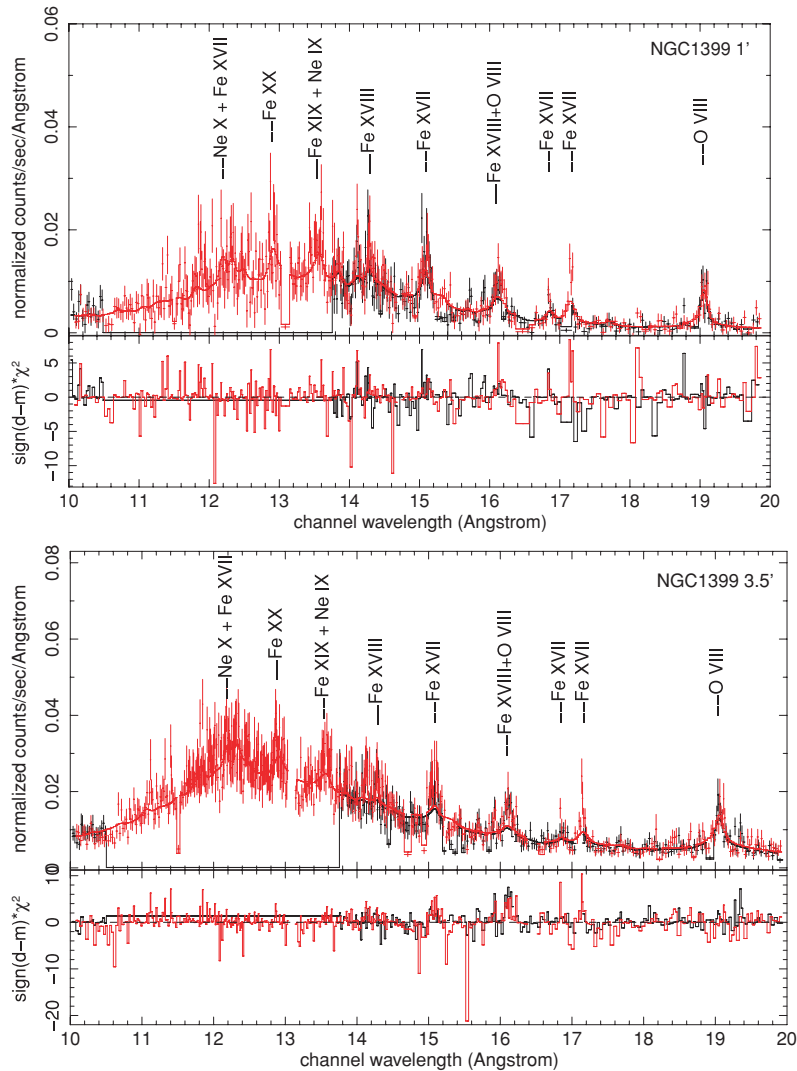 NGC1399 1'
Ne X + Fe XVII
Fe XX
Fe XIX + Ne IX
Fe XVIII
Fe XVII
Fe XVIII+O VIII
Fe XVII
Fe XVII
O VIII
normalized counts/sec/Angstrom
0 0.02 0.04 0.06
sign(d−m)*χ²
−10 −5 0 5
10 11 12 13 14 15 16 17 18 19 20
channel wavelength (Angstrom)
NGC1399 3.5'
Ne X + Fe XVII
Fe XX
Fe XIX + Ne IX
Fe XVIII
Fe XVII
Fe XVIII+O VIII
Fe XVII
Fe XVII
O VIII
normalized counts/sec/Angstrom
0 0.02 0.04 0.06 0.08
sign(d−m)*χ²
−20 −10 0 10
10 11 12 13 14 15 16 17 18 19 20
channel wavelength (Angstrom)